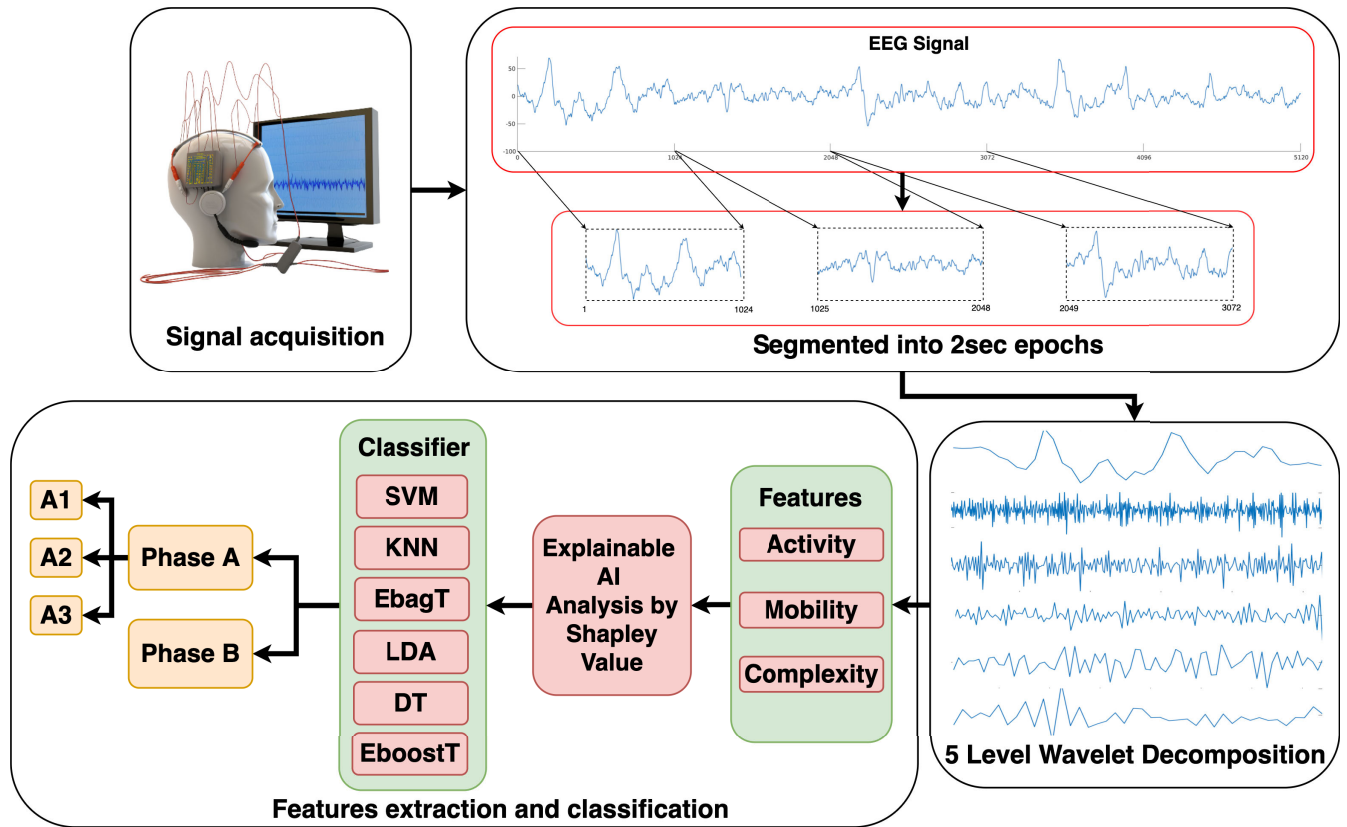 EEG Signal
50
0
-50
-100
0
1024
2048
3072
4096
5120
1
1024
1025
2048
2049
3072
Signal acquisition
Segmented into 2sec epochs
Classifier
SVM
KNN
EbagT
LDA
DT
EboostT
A1
A2
A3
Phase A
Phase B
Explainable
AI
Analysis by
Shapley
Value
Features
Activity
Mobility
Complexity
5 Level Wavelet Decomposition
Features extraction and classification